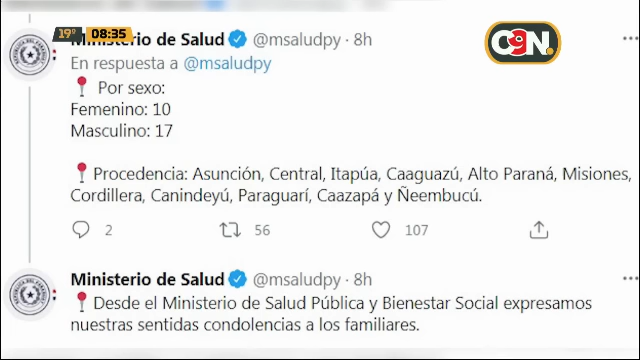 19° 08:35
C9N.
Ministerio de Salud @msaludpy · 8h
En respuesta a @msaludpy
Por sexo:
Femenino: 10
Masculino: 17
Procedencia: Asunción, Central, Itapúa, Caaguazú, Alto Paraná, Misiones,
Cordillera, Canindeyú, Paraguarí, Caazapá y Ñeembucú.
2 56 107
Ministerio de Salud @msaludpy · 8h
Desde el Ministerio de Salud Pública y Bienestar Social expresamos
nuestras sentidas condolencias a los familiares.